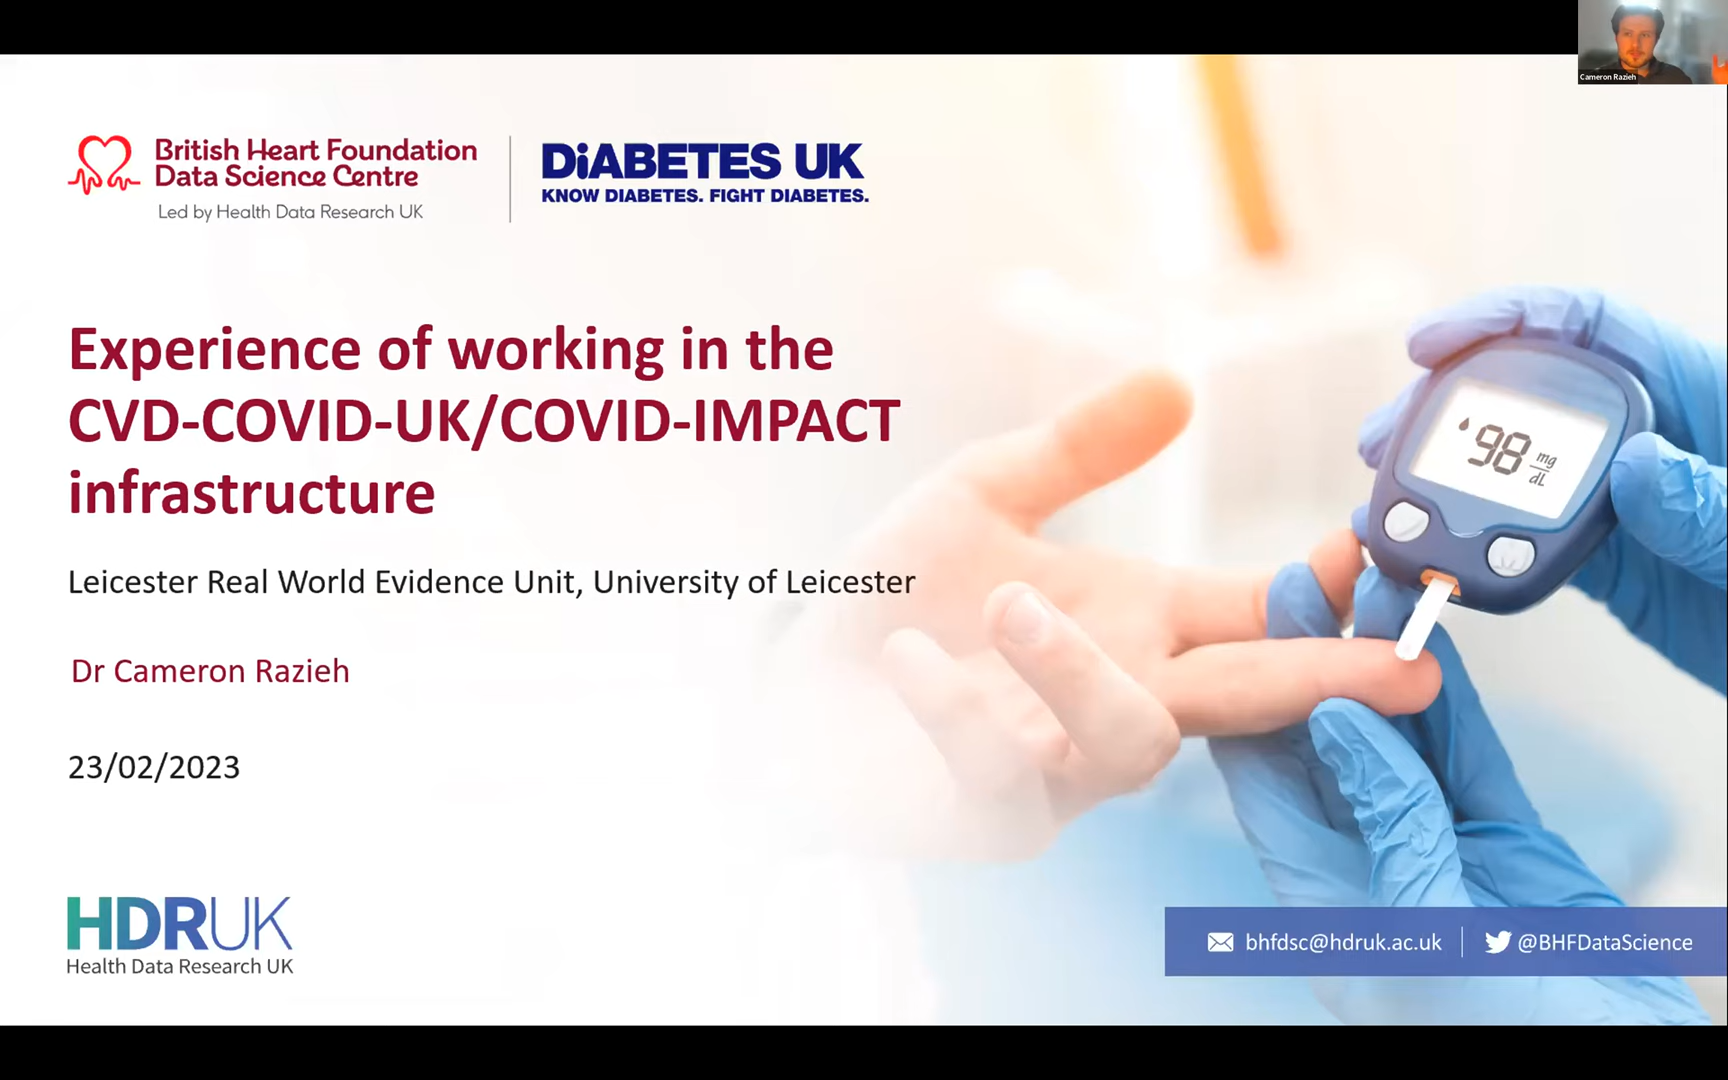 Cameron Razieh
British Heart Foundation
Data Science Centre
Led by Health Data Research UK
DiABETES UK
KNOW DIABETES. FIGHT DIABETES.
Experience of working in the
CVD-COVID-UK/COVID-IMPACT
infrastructure
Leicester Real World Evidence Unit, University of Leicester
Dr Cameron Razieh
23/02/2023
98 mg/dL
HDRUK
Health Data Research UK
bhfdsc@hdruk.ac.uk
@BHFDataScience